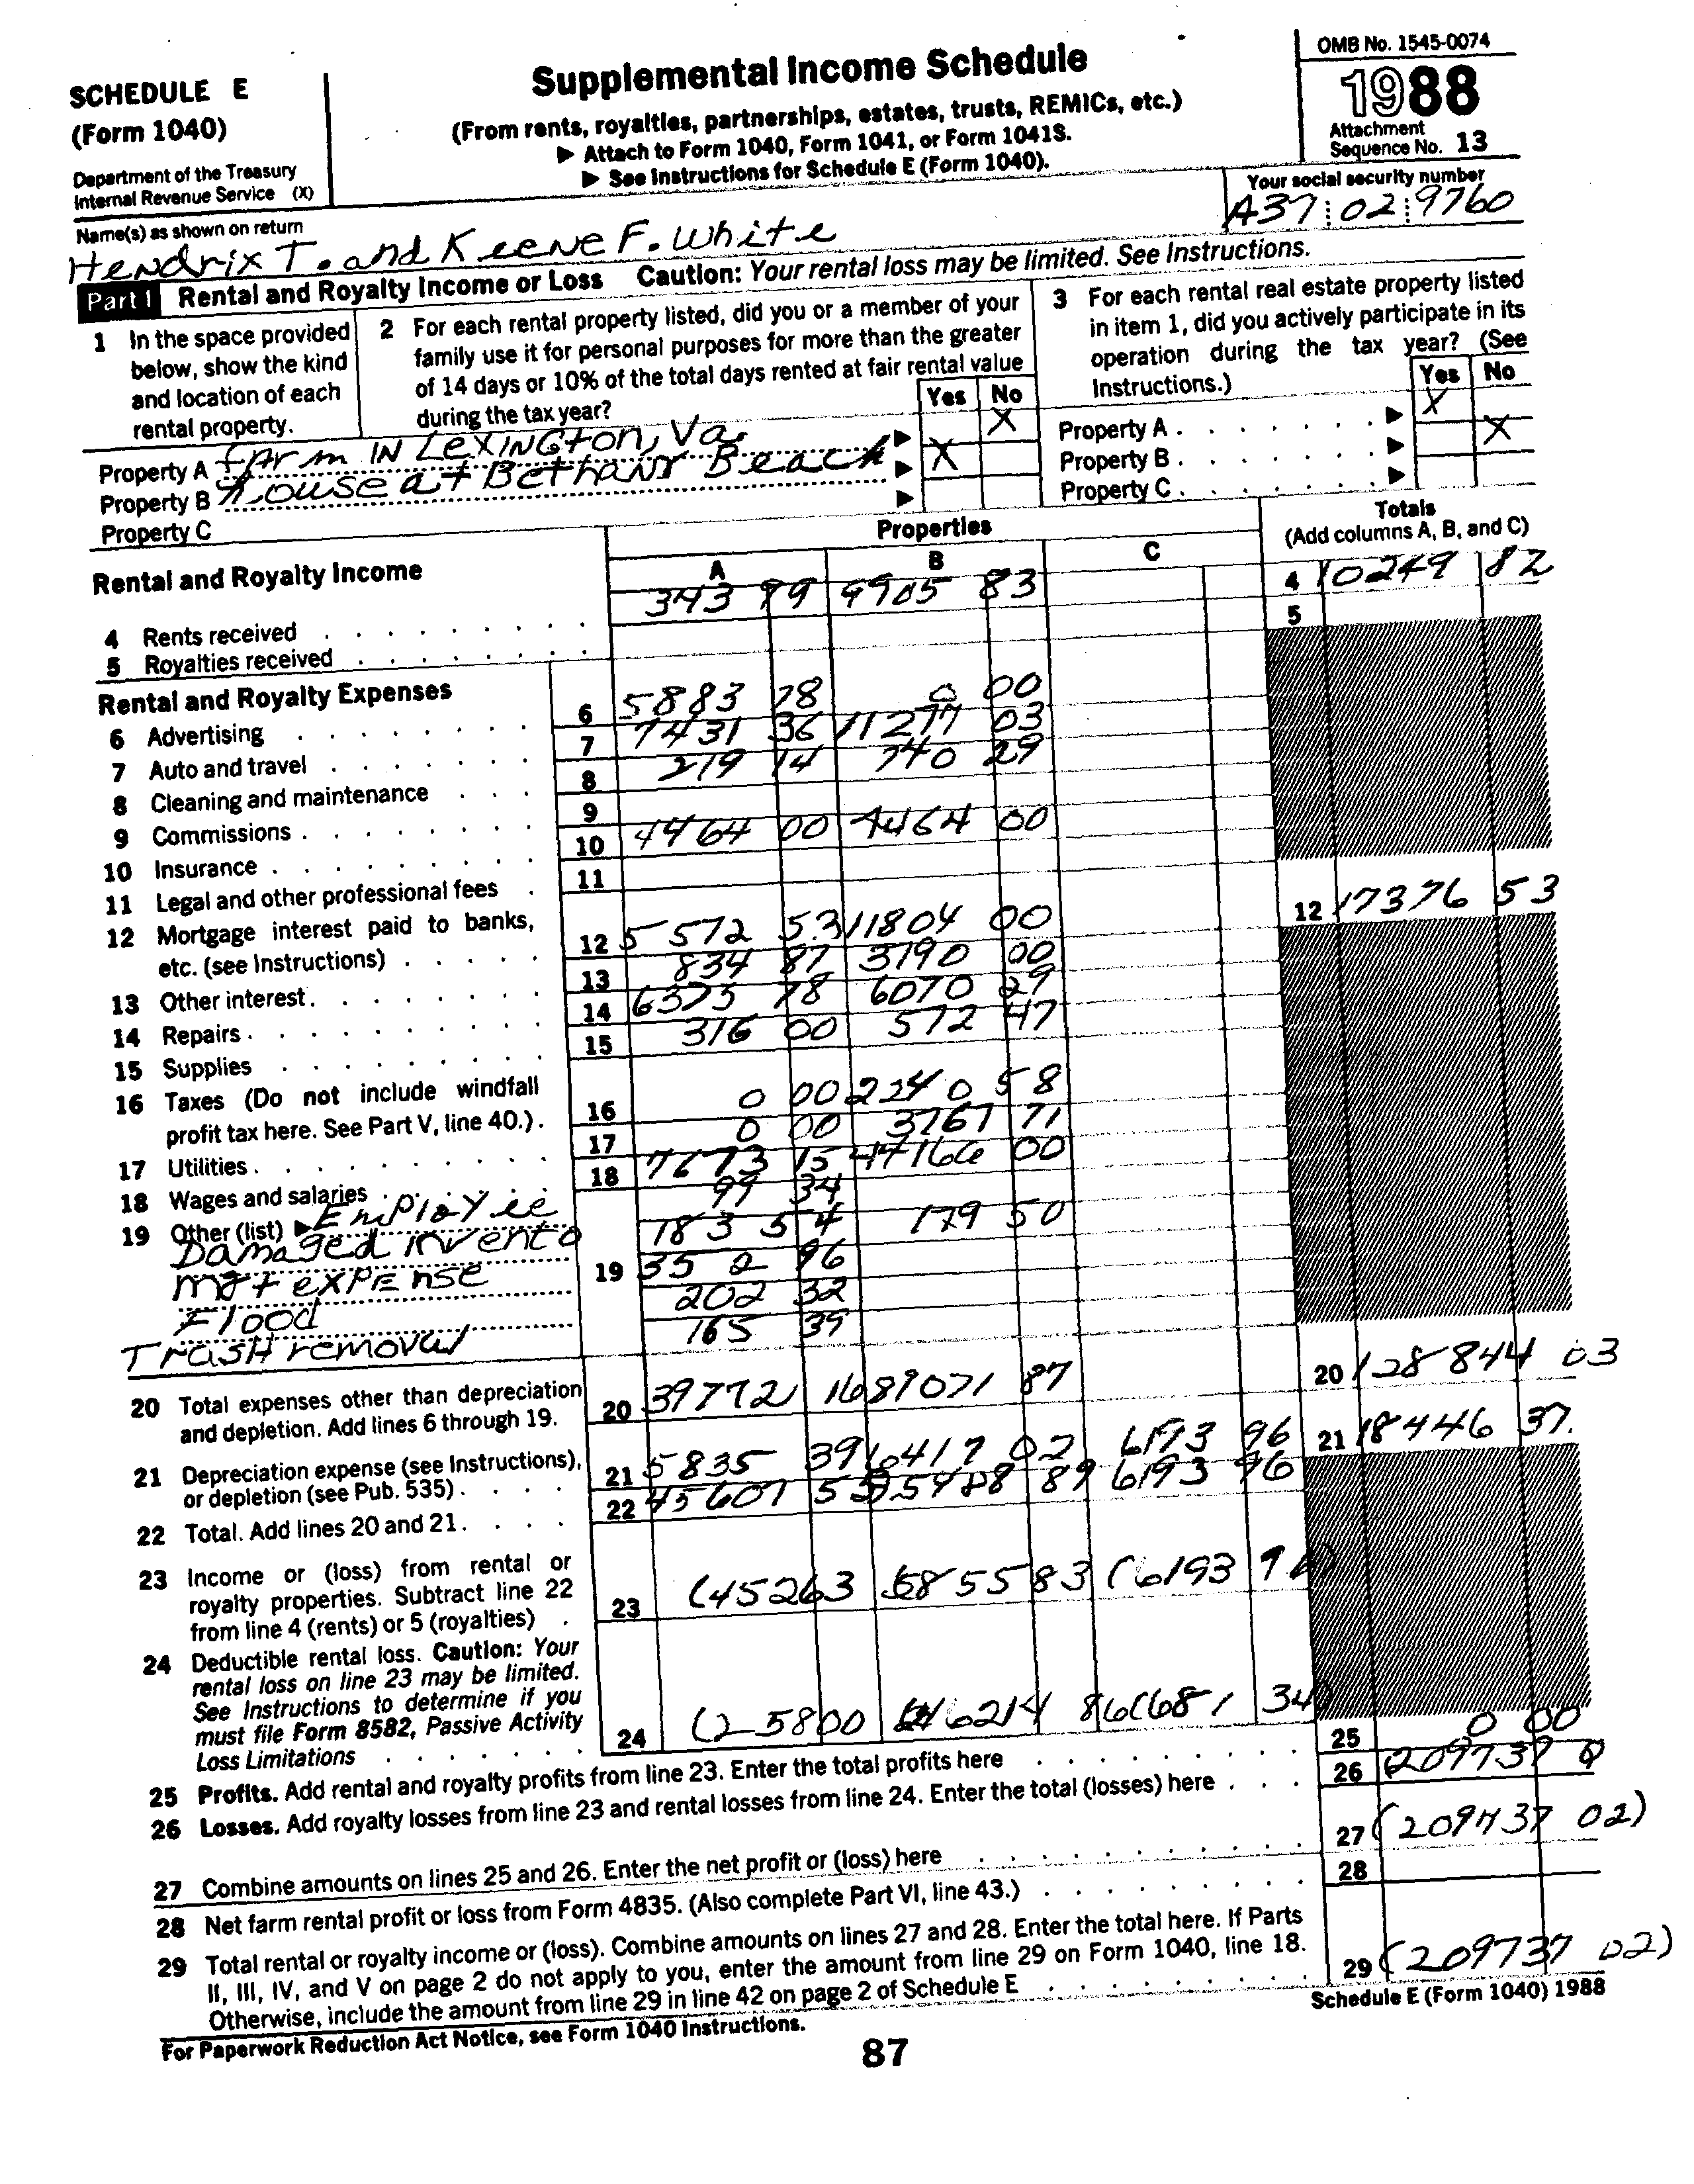 SCHEDULE E
(Form 1040)
Department of the Treasury
Internal Revenue Service (X)
Supplemental Income Schedule
(From rents, royalties, partnerships, estates, trusts, REMICs, etc.)
▶ Attach to Form 1040, Form 1041, or Form 1041S.
▶ See Instructions for Schedule E (Form 1040).
OMB No. 1545-0074
1988
Attachment
Sequence No. 13
Name(s) as shown on return
Hendrix T. and Keene F. White
Your social security number
A37 02 9760
Part I Rental and Royalty Income or Loss Caution: Your rental loss may be limited. See Instructions.
1 In the space provided
below, show the kind
and location of each
rental property.
2 For each rental property listed, did you or a member of your
family use it for personal purposes for more than the greater
of 14 days or 10% of the total days rented at fair rental value
during the tax year?
Yes No
3 For each rental real estate property listed
in item 1, did you actively participate in its
operation during the tax year? (See
Instructions.)
Yes No
Property A farm IN LEXINGton, Va. ▶ X
Property B House at Bethany Beach ▶ X
Property C ▶
Property A . . . . . . . ▶ X
Property B . . . . . . . ▶ X
Property C . . . . . . . ▶
Rental and Royalty Income
Properties
A B C
Totals
(Add columns A, B, and C)
4 Rents received 343 99 9905 83 4 10249 82
5 Royalties received 5
Rental and Royalty Expenses
6 Advertising 6 5883 78 0 00
7 Auto and travel 7 7431 36 11277 03
8 Cleaning and maintenance 8 219 14 740 29
9 Commissions 9
10 Insurance 10 4464 00 4464 00
11 Legal and other professional fees 11
12 Mortgage interest paid to banks,
etc. (see Instructions) 12 5572 53 11804 00 12 17376 53
13 Other interest 13 834 87 3790 00
14 Repairs 14 6375 78 6070 29
15 Supplies 15 316 00 572 47
16 Taxes (Do not include windfall
profit tax here. See Part V, line 40.) 16 0 00 2240 58
17 Utilities 17 0 00 3767 71
18 Wages and salaries 18 7673 15 44166 00
19 Other (list) ▶ Employee 99 34
Damaged invento 183 54 179 50
mgt expense 19 352 96
Flood 202 32
Trash removal 165 39
20 Total expenses other than depreciation
and depletion. Add lines 6 through 19. 20 39772 16 89071 87 20 128844 03
21 Depreciation expense (see Instructions),
or depletion (see Pub. 535) 21 5835 39 6417 02 6193 96 21 18446 37
22 Total. Add lines 20 and 21. 22 45607 55 95488 89 6193 96
23 Income or (loss) from rental or
royalty properties. Subtract line 22
from line 4 (rents) or 5 (royalties) 23 (45263 5855 83 (6193
24 Deductible rental loss. Caution: Your
rental loss on line 23 may be limited.
See Instructions to determine if you
must file Form 8582, Passive Activity
Loss Limitations 24 (25800 86 (681 34)
25 Profits. Add rental and royalty profits from line 23. Enter the total profits here 25 0 00
26 Losses. Add royalty losses from line 23 and rental losses from line 24. Enter the total (losses) here 26 (209737 0
27 Combine amounts on lines 25 and 26. Enter the net profit or (loss) here 27 (209737 02)
28 Net farm rental profit or loss from Form 4835. (Also complete Part VI, line 43.) 28
29 Total rental or royalty income or (loss). Combine amounts on lines 27 and 28. Enter the total here. If Parts
II, III, IV, and V on page 2 do not apply to you, enter the amount from line 29 on Form 1040, line 18.
Otherwise, include the amount from line 29 in line 42 on page 2 of Schedule E 29 (209737 02)
For Paperwork Reduction Act Notice, see Form 1040 Instructions.
Schedule E (Form 1040) 1988
87